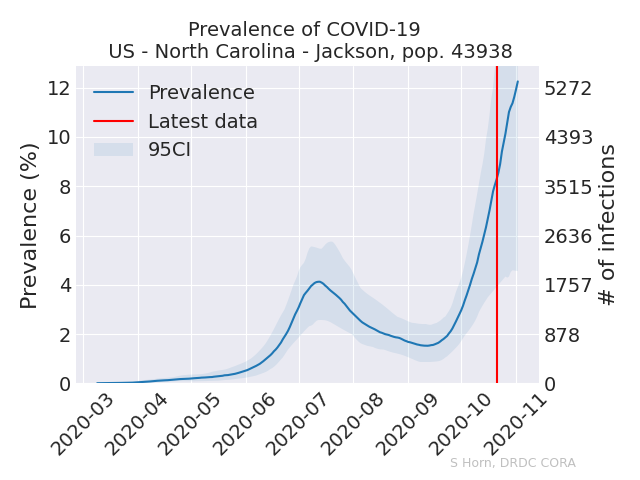 Prevalence of COVID-19
US - North Carolina - Jackson, pop. 43938
Prevalence
Latest data
95CI
Prevalence (%)
12
10
8
6
4
2
0
5272
4393
3515
2636
1757
878
0
# of infections
2020-03
2020-04
2020-05
2020-06
2020-07
2020-08
2020-09
2020-10
2020-11
S Horn, DRDC CORA